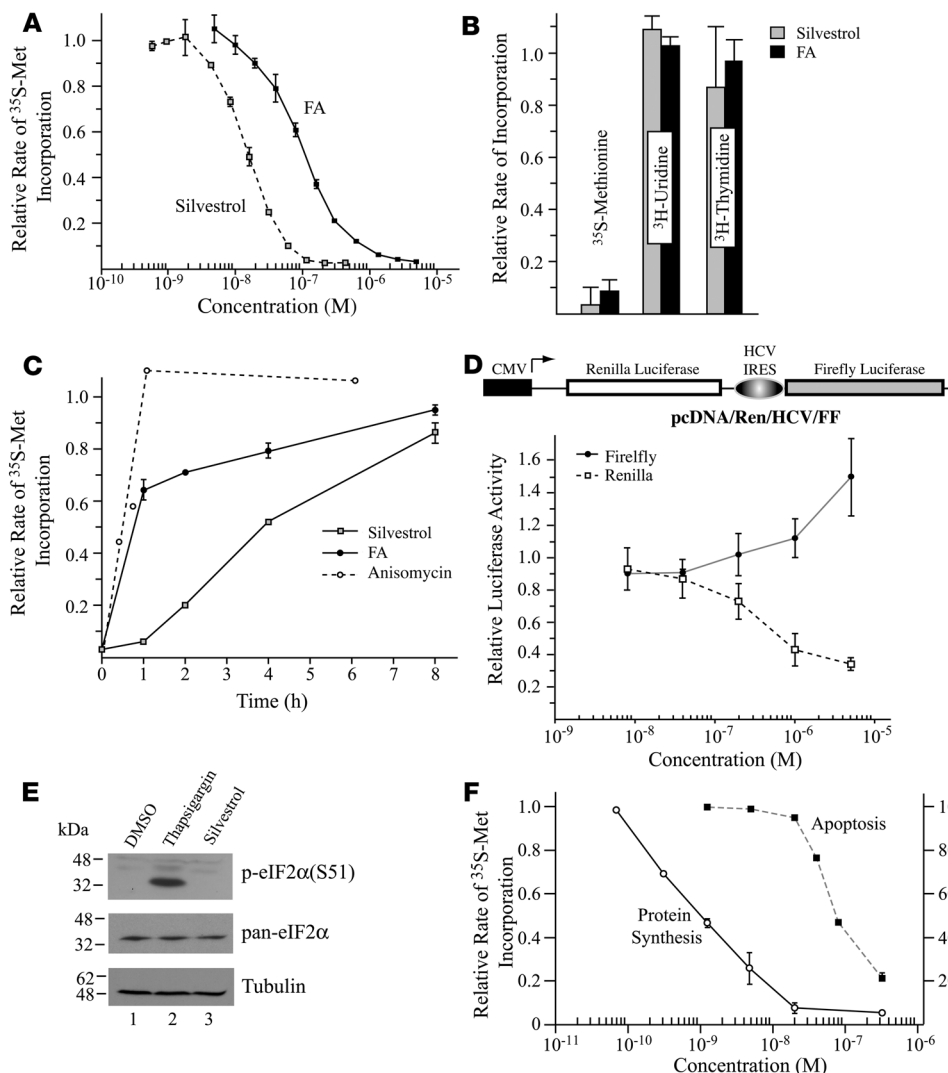 A
Relative Rate of ³⁵S-Met
Incorporation
1.0
0.8
0.6
0.4
0.2
FA
Silvestrol
10⁻¹⁰
10⁻⁹
10⁻⁸
10⁻⁷
10⁻⁶
10⁻⁵
Concentration (M)
B
Relative Rate of Incorporation
1.0
0.8
0.6
0.4
0.2
Silvestrol
FA
³⁵S-Methionine
³H-Uridine
³H-Thymidine
C
Relative Rate of ³⁵S-Met
Incorporation
1.0
0.8
0.6
0.4
0.2
Silvestrol
FA
Anisomycin
0 1 2 3 4 5 6 7 8
Time (h)
D
CMV
Renilla Luciferase
HCV
IRES
Firefly Luciferase
pcDNA/Ren/HCV/FF
Relative Luciferase Activity
1.6
1.4
1.2
1.0
0.8
0.6
0.4
0.2
Firelfly
Renilla
10⁻⁹
10⁻⁸
10⁻⁷
10⁻⁶
10⁻⁵
Concentration (M)
E
DMSO
Thapsigargin
Silvestrol
kDa
48
32
p-eIF2α(S51)
48
32
pan-eIF2α
62
48
Tubulin
1 2 3
F
Relative Rate of ³⁵S-Met
Incorporation
1.0
0.8
0.6
0.4
0.2
0
Apoptosis
Protein
Synthesis
1
8
6
4
2
10⁻¹¹
10⁻¹⁰
10⁻⁹
10⁻⁸
10⁻⁷
10⁻⁶
Concentration (M)